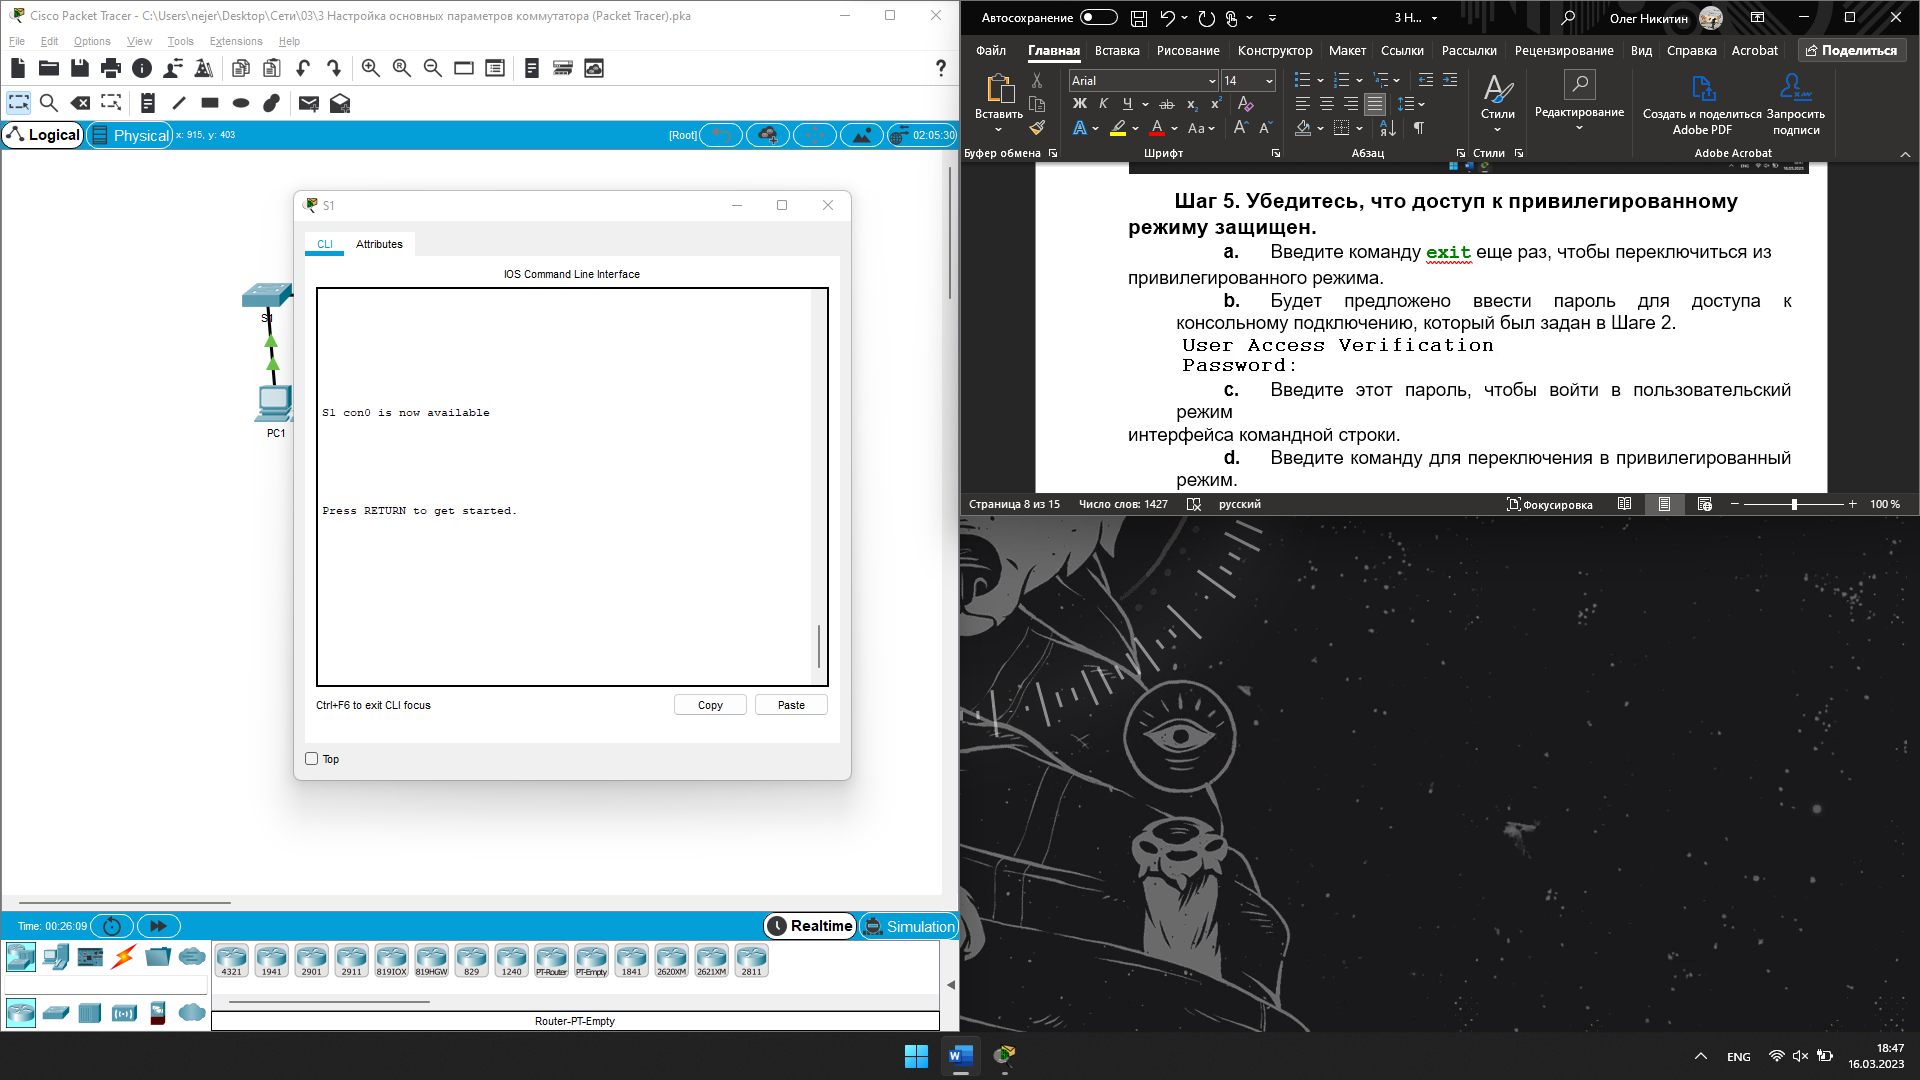 Cisco Packet Tracer - C:\Users\nejer\Desktop\Сети\03\3 Настройка основных параметров коммутатора (Packet Tracer).pka
File Edit Options View Tools Extensions Help
Logical Physical x: 915, y: 403 [Root] 02:05:30
S1
CLI Attributes
IOS Command Line Interface
S1 con0 is now available
Press RETURN to get started.
Ctrl+F6 to exit CLI focus Copy Paste
Top
S1
PC1
Time: 00:26:09 Realtime Simulation
4321 1941 2901 2911 819IOX 819HGW 829 1240 PT-Router PT-Empty 1841 2620XM 2621XM 2811
Router-PT-Empty
Автосохранение 3 Н... Олег Никитин
Файл Главная Вставка Рисование Конструктор Макет Ссылки Рассылки Рецензирование Вид Справка Acrobat Поделиться
Вставить
Arial 14
Ж К Ч ab x₂ x²
Aa
Стили
Редактирование
Создать и поделиться Adobe PDF
Запросить подписи
Буфер обмена Шрифт Абзац Стили Adobe Acrobat
Шаг 5. Убедитесь, что доступ к привилегированному
режиму защищен.
a. Введите команду exit еще раз, чтобы переключиться из
привилегированного режима.
b. Будет предложено ввести пароль для доступа к
консольному подключению, который был задан в Шаге 2.
User Access Verification
Password:
c. Введите этот пароль, чтобы войти в пользовательский
режим
интерфейса командной строки.
d. Введите команду для переключения в привилегированный
режим.
Страница 8 из 15 Число слов: 1427 русский Фокусировка 100 %
ENG 18:47
16.03.2023